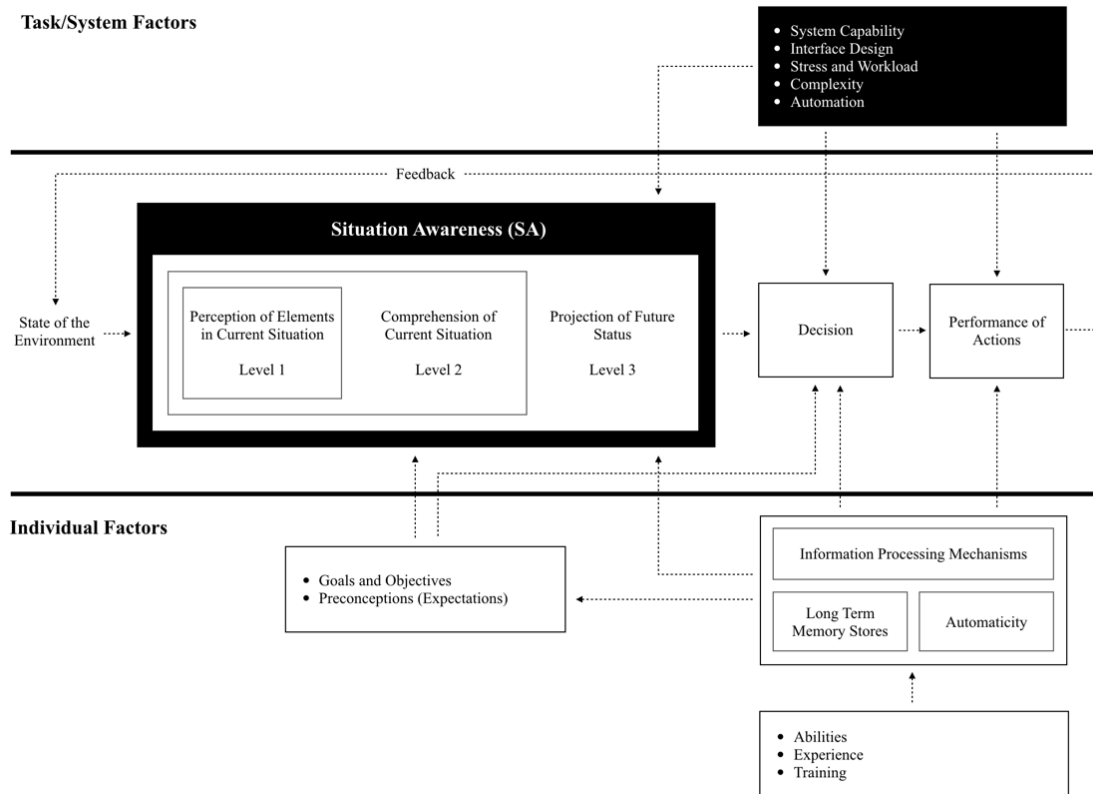 Task/System Factors
• System Capability
• Interface Design
• Stress and Workload
• Complexity
• Automation
Feedback
Situation Awareness (SA)
State of the
Environment
Perception of Elements
in Current Situation
Level 1
Comprehension of
Current Situation
Level 2
Projection of Future
Status
Level 3
Decision
Performance of
Actions
Individual Factors
• Goals and Objectives
• Preconceptions (Expectations)
Information Processing Mechanisms
Long Term
Memory Stores
Automaticity
• Abilities
• Experience
• Training